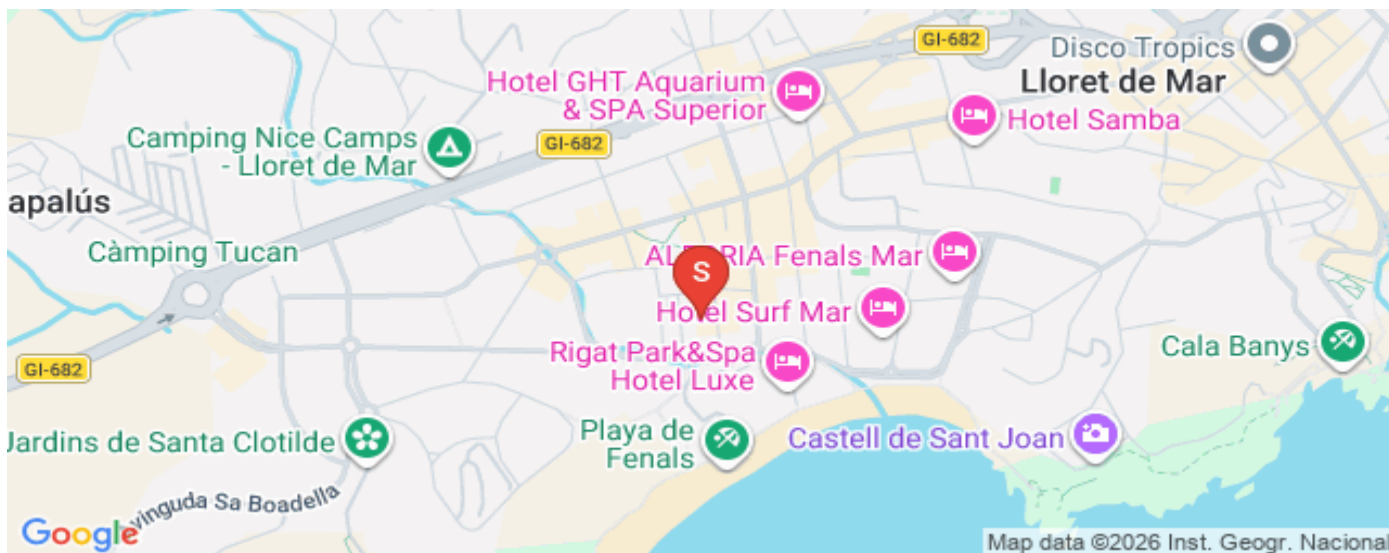 GI-682
Disco Tropics
Lloret de Mar
Hotel GHT Aquarium
& SPA Superior
Hotel Samba
GI-682
Camping Nice Camps
- Lloret de Mar
apalús
Càmping Tucan
Fenals Mar
S
Hotel Surf Mar
Rigat Park&Spa
Hotel Luxe
Cala Banys
GI-682
Jardins de Santa Clotilde
Playa de
Fenals
Castell de Sant Joan
vinguda Sa Boadella
Google
Map data ©2026 Inst. Geogr. Nacional